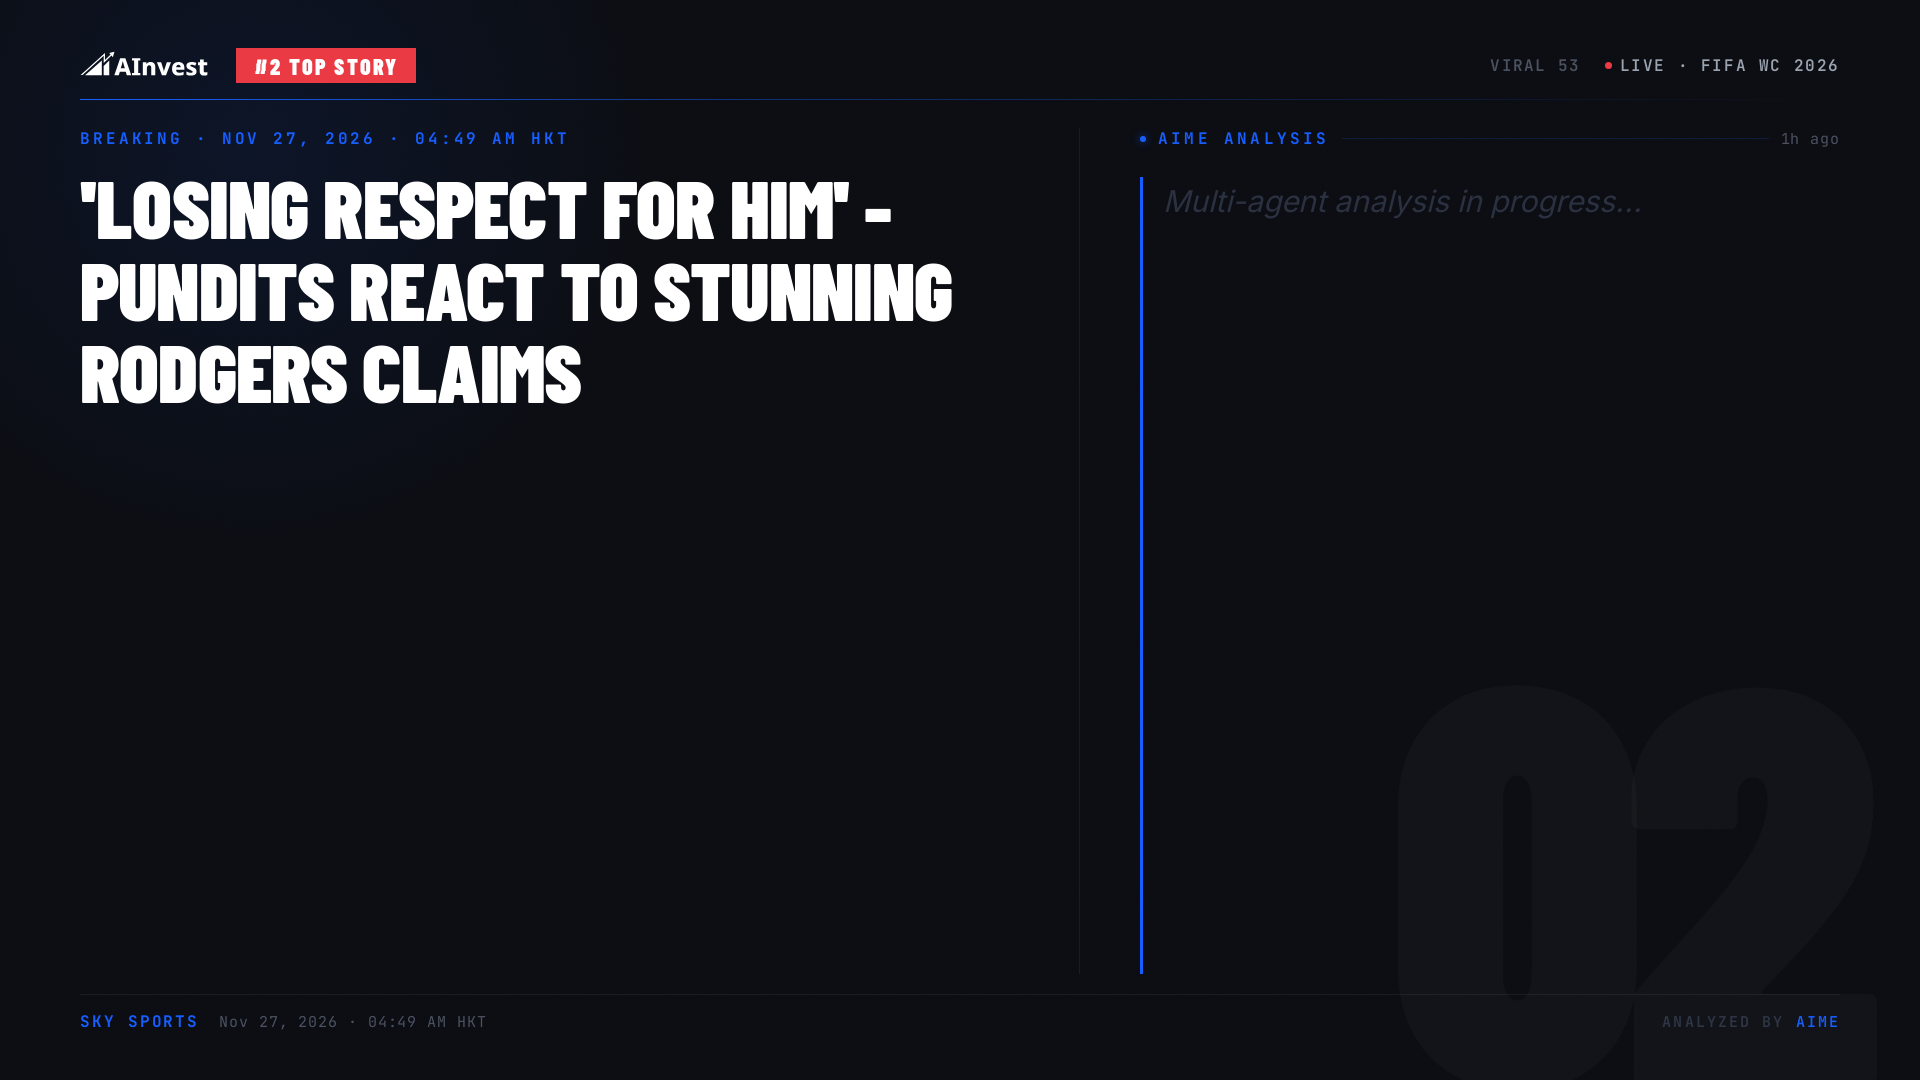 AInvest
#2 TOP STORY
VIRAL 53
LIVE · FIFA WC 2026
BREAKING · NOV 27, 2026 · 04:49 AM HKT
'LOSING RESPECT FOR HIM' -
PUNDITS REACT TO STUNNING
RODGERS CLAIMS
AIME ANALYSIS
1h ago
Multi-agent analysis in progress...
02
SKY SPORTS
Nov 27, 2026 · 04:49 AM HKT
ANALYZED BY AIME